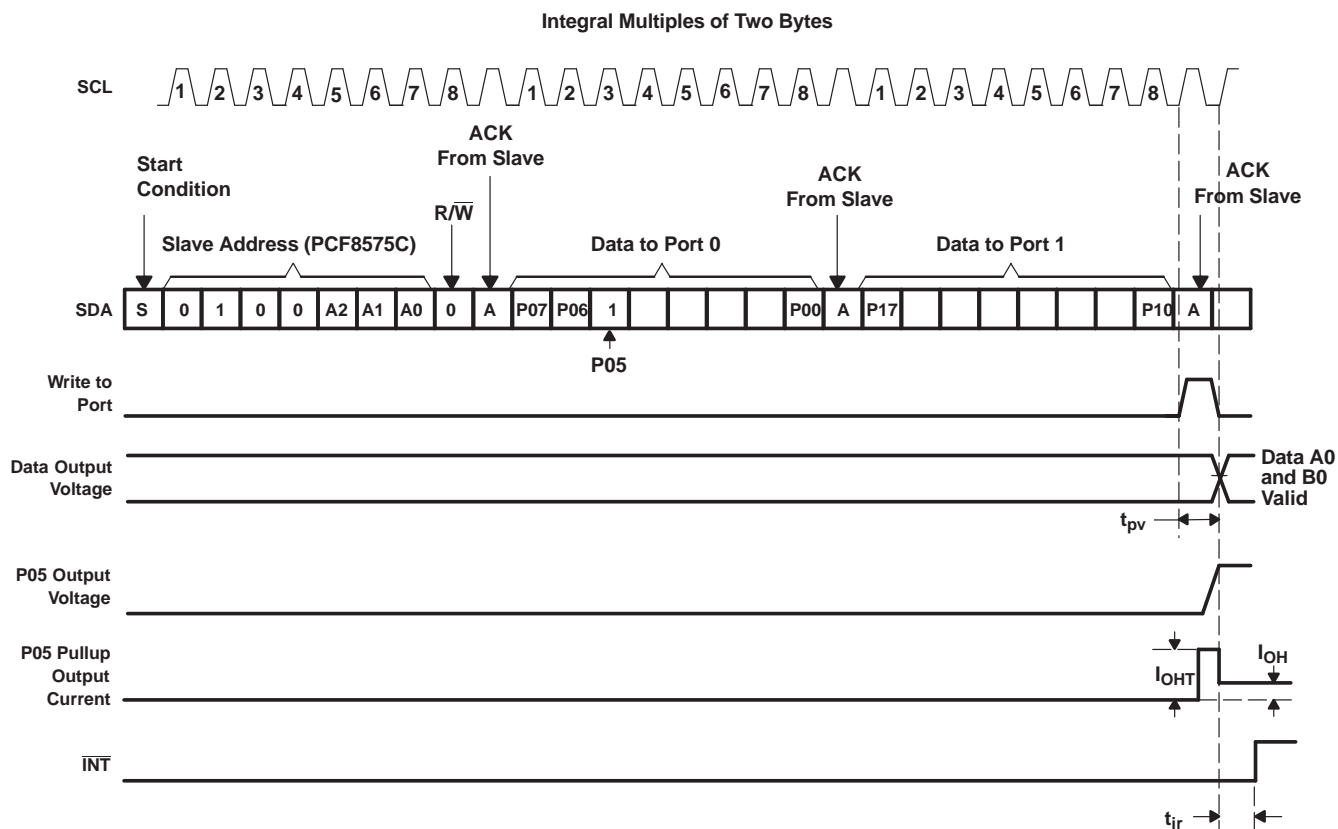 Integral Multiples of Two Bytes
SCL
1 2 3 4 5 6 7 8 1 2 3 4 5 6 7 8 1 2 3 4 5 6 7 8
Start
Condition
ACK
From Slave
R/W̅
ACK
From Slave
ACK
From Slave
Slave Address (PCF8575C)
Data to Port 0
Data to Port 1
SDA
S 0 1 0 0 A2 A1 A0 0 A P07 P06 1 P00 A P17 P10 A
P05
Write to
Port
Data Output
Voltage
Data A0
and B0
Valid
tpv
P05 Output
Voltage
P05 Pullup
Output
Current
IOHT
IOH
I̅N̅T̅
tir